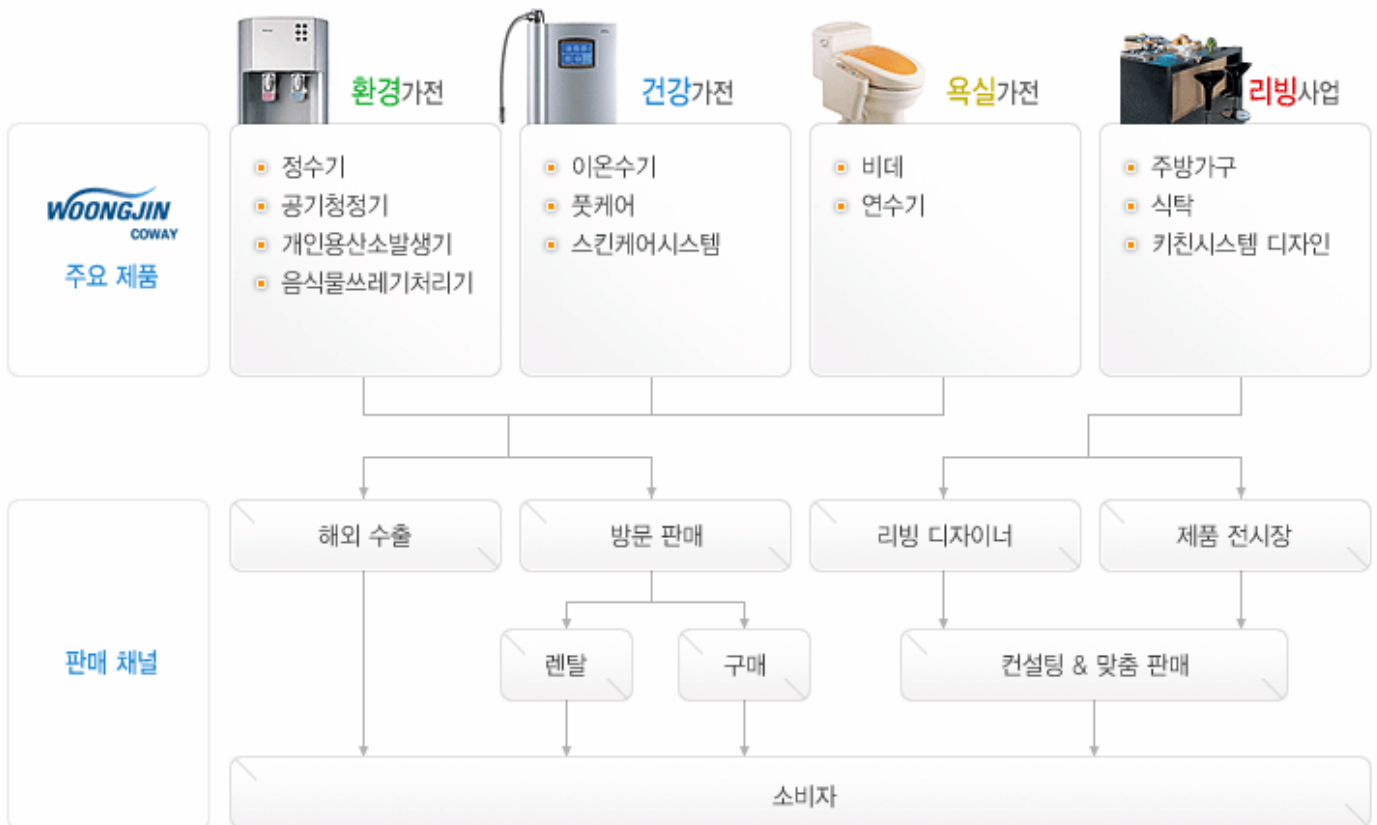 환경가전
건강가전
욕실가전
리빙사업
WOONGJIN
COWAY
주요 제품
정수기
공기청정기
개인용산소발생기
음식물쓰레기처리기
이온수기
풋케어
스킨케어시스템
비데
연수기
주방가구
식탁
키친시스템 디자인
판매 채널
해외 수출
방문 판매
리빙 디자이너
제품 전시장
렌탈
구매
컨설팅 & 맞춤 판매
소비자